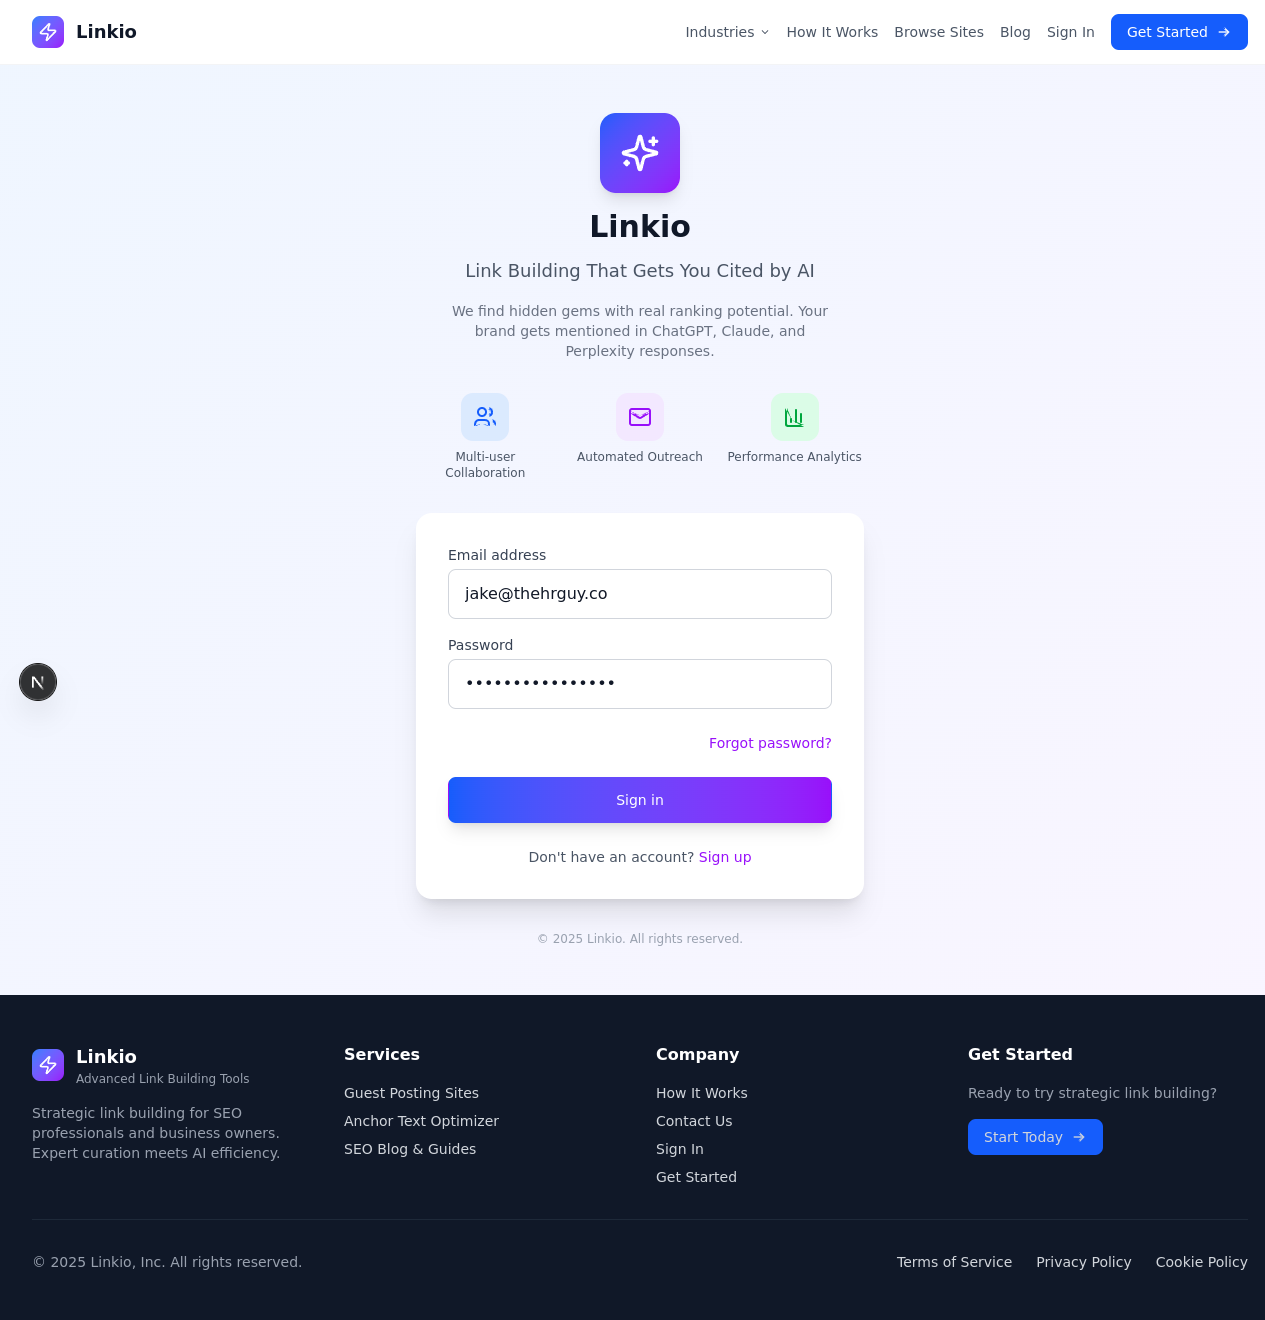 Linkio
Industries
How It Works
Browse Sites
Blog
Sign In
Get Started
Linkio
Link Building That Gets You Cited by AI
We find hidden gems with real ranking potential. Your
brand gets mentioned in ChatGPT, Claude, and
Perplexity responses.
Multi-user
Collaboration
Automated Outreach
Performance Analytics
Email address
jake@thehrguy.co
Password
••••••••••••••••
Forgot password?
Sign in
Don't have an account? Sign up
© 2025 Linkio. All rights reserved.
N
Linkio
Advanced Link Building Tools
Strategic link building for SEO
professionals and business owners.
Expert curation meets AI efficiency.
Services
Guest Posting Sites
Anchor Text Optimizer
SEO Blog & Guides
Company
How It Works
Contact Us
Sign In
Get Started
Get Started
Ready to try strategic link building?
Start Today
© 2025 Linkio, Inc. All rights reserved.
Terms of Service
Privacy Policy
Cookie Policy